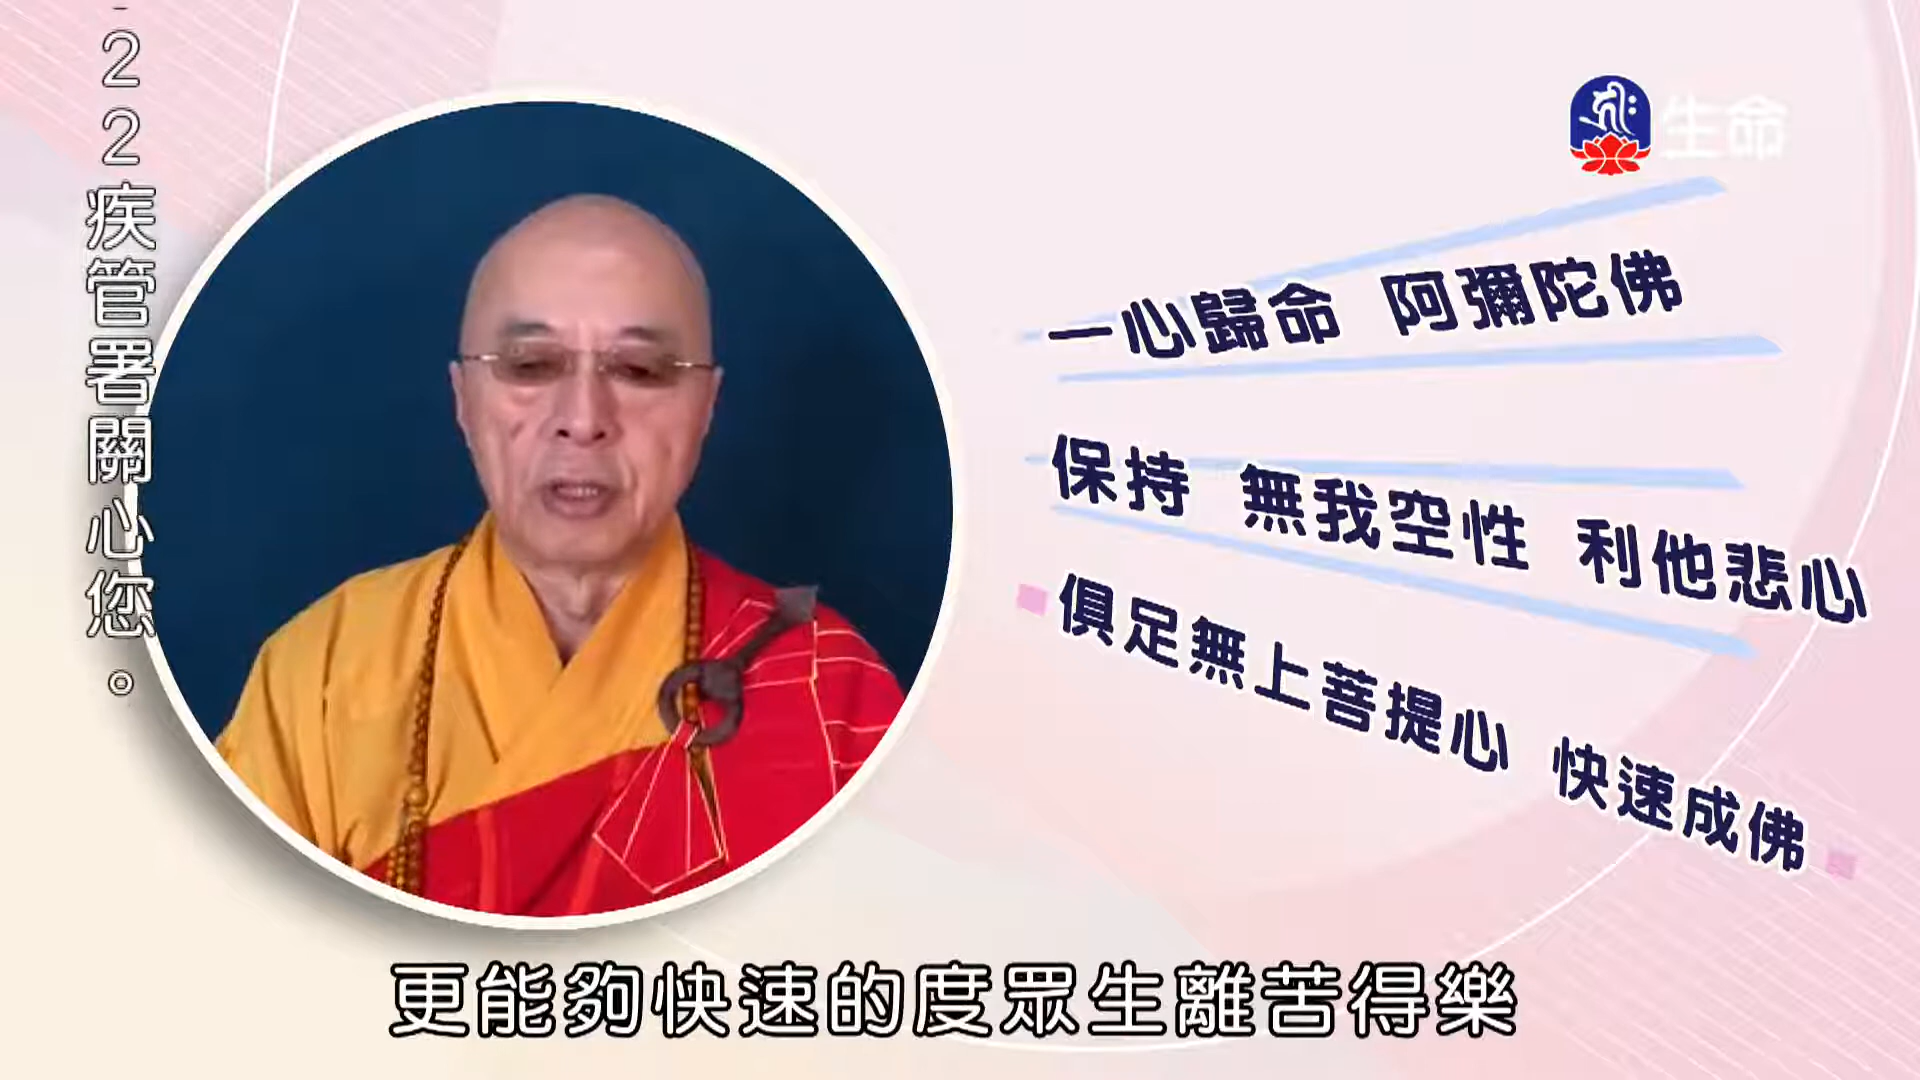 22疾管署關心您。
生命
一心歸命 阿彌陀佛
保持 無我空性 利他悲心
俱足無上菩提心 快速成佛
更能夠快速的度眾生離苦得樂